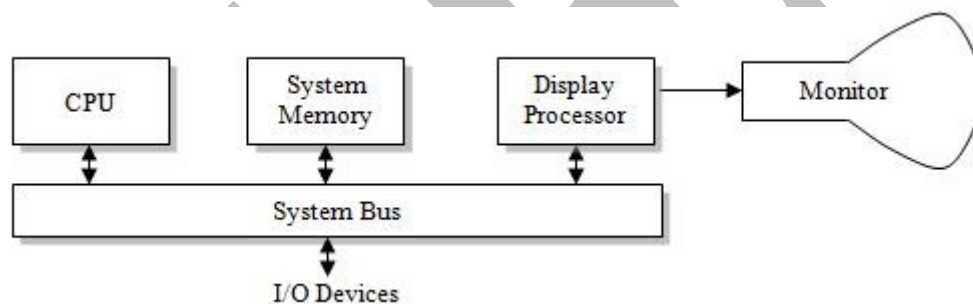 CPU
System
Memory
Display
Processor
Monitor
System Bus
I/O Devices